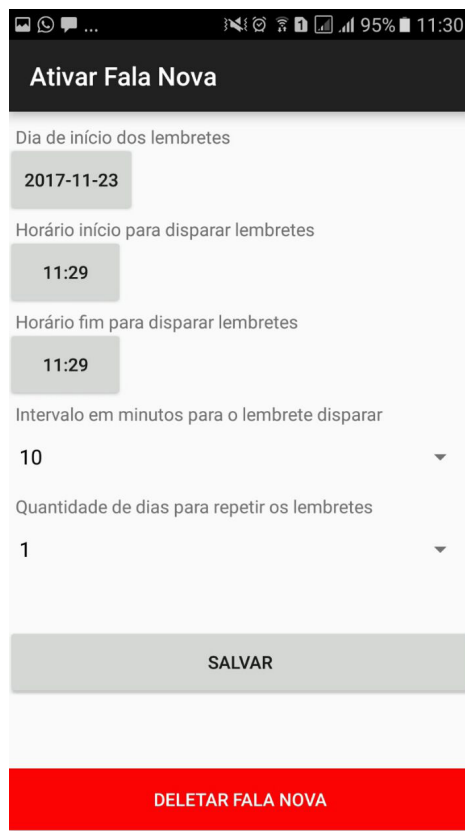 ... 95% 11:30
Ativar Fala Nova
Dia de início dos lembretes
2017-11-23
Horário início para disparar lembretes
11:29
Horário fim para disparar lembretes
11:29
Intervalo em minutos para o lembrete disparar
10
Quantidade de dias para repetir os lembretes
1
SALVAR
DELETAR FALA NOVA